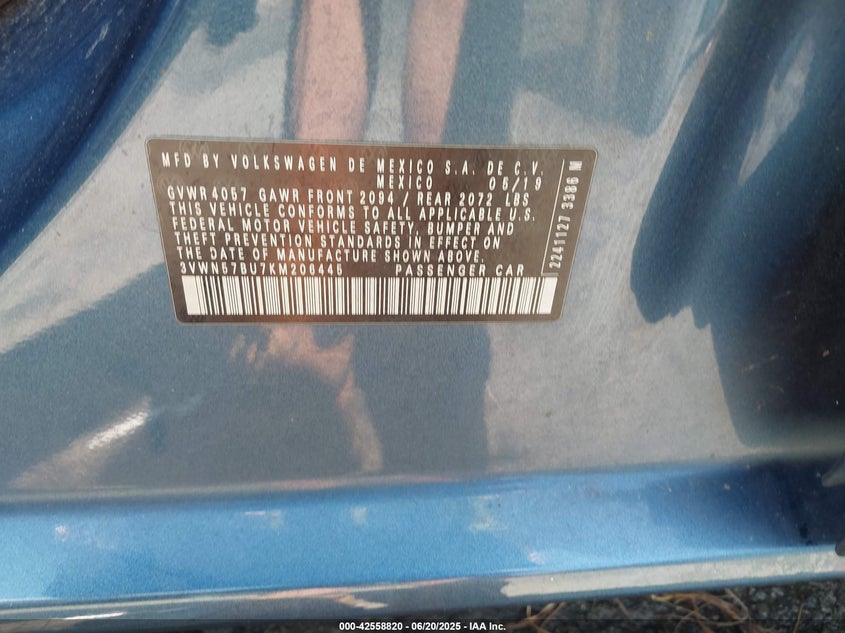 MFD BY VOLKSWAGEN DE MEXICO S.A. DE C.V.
MEXICO 05/19
GVWR 4057 GAWR FRONT 2094 / REAR 2072 LBS
THIS VEHICLE CONFORMS TO ALL APPLICABLE U.S.
FEDERAL MOTOR VEHICLE SAFETY, BUMPER AND
THEFT PREVENTION STANDARDS IN EFFECT ON
THE DATE OF MANUFACTURE SHOWN ABOVE.
3VWN57BU7KM206445 PASSENGER CAR
2241127 3386 M
000-42558820 | 06/20/2025 - IAA Inc.